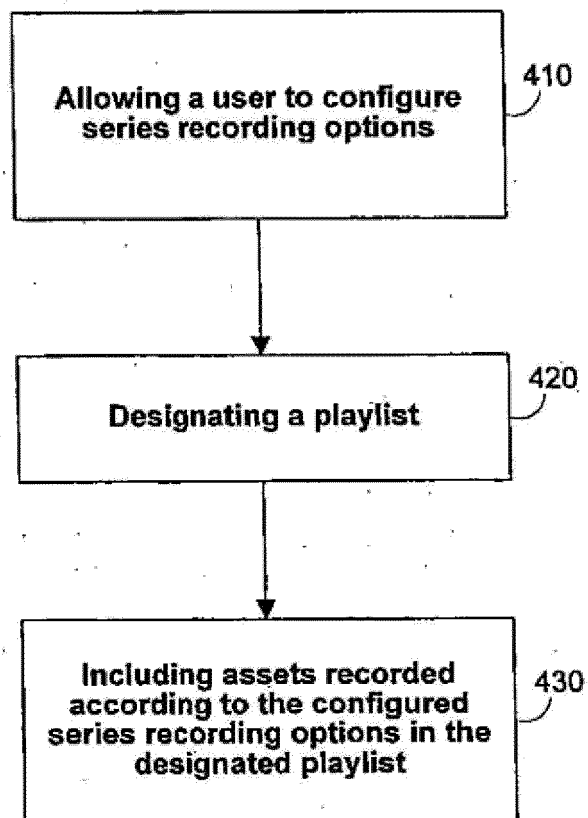 Allowing a user to configure
series recording options
410
Designating a playlist
420
Including assets recorded
according to the configured
series recording options in the
designated playlist
430